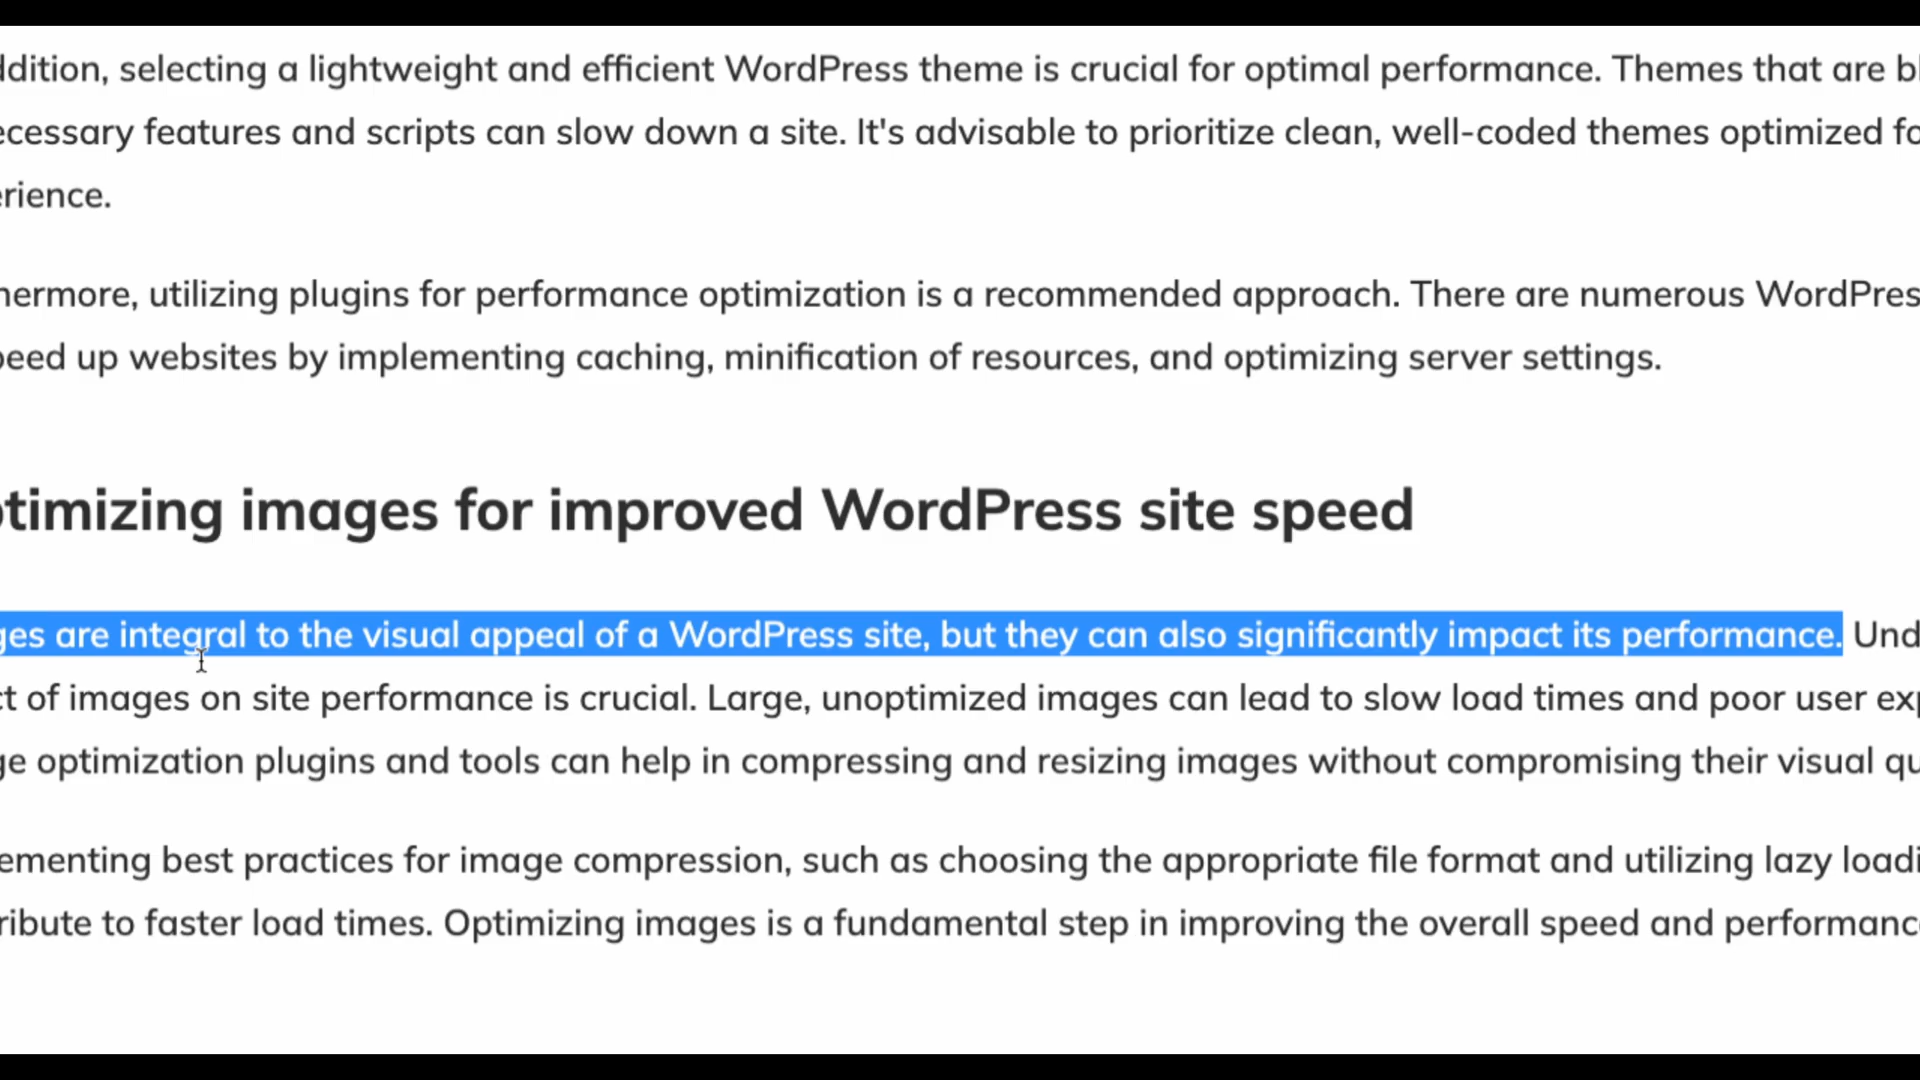 ddition, selecting a lightweight and efficient WordPress theme is crucial for optimal performance. Themes that are bl
ecessary features and scripts can slow down a site. It's advisable to prioritize clean, well-coded themes optimized fo
erience.
hermore, utilizing plugins for performance optimization is a recommended approach. There are numerous WordPres
peed up websites by implementing caching, minification of resources, and optimizing server settings.
ptimizing images for improved WordPress site speed
ges are integral to the visual appeal of a WordPress site, but they can also significantly impact its performance. Und
ct of images on site performance is crucial. Large, unoptimized images can lead to slow load times and poor user exp
ge optimization plugins and tools can help in compressing and resizing images without compromising their visual qu
ementing best practices for image compression, such as choosing the appropriate file format and utilizing lazy loadi
ribute to faster load times. Optimizing images is a fundamental step in improving the overall speed and performanc